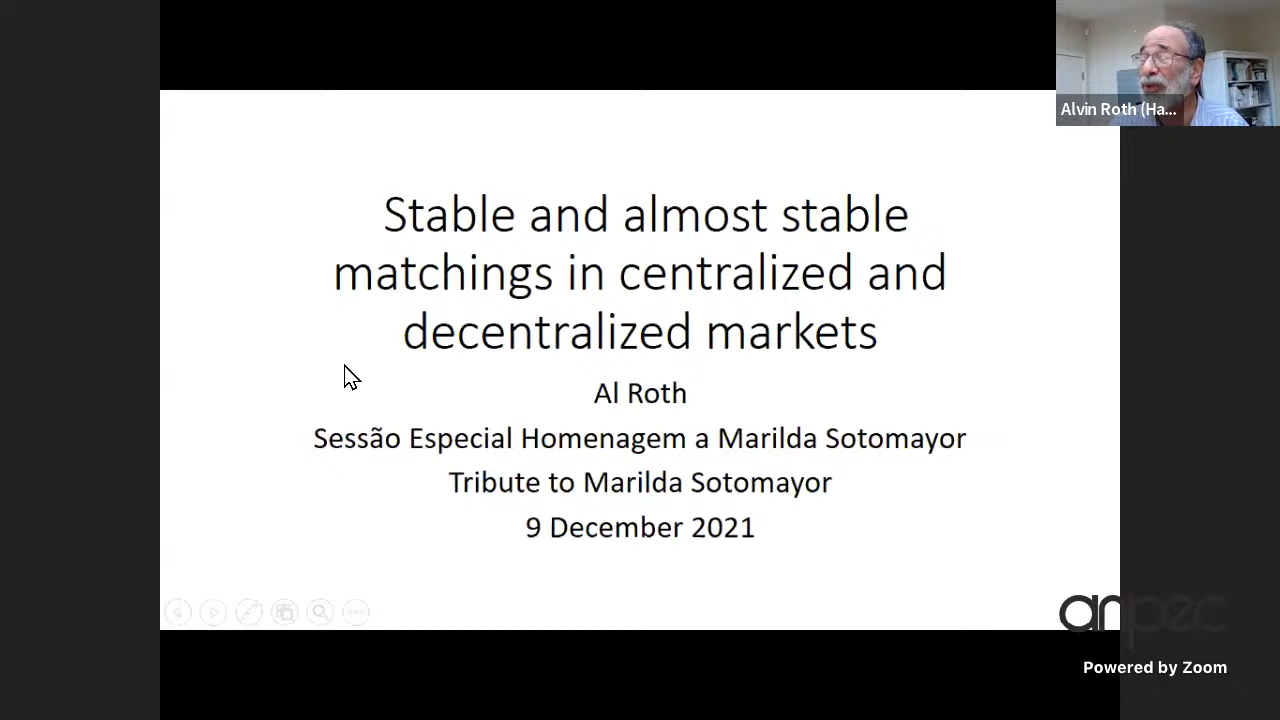 Alvin Roth (Ha...
Stable and almost stable
matchings in centralized and
decentralized markets
Al Roth
Sessão Especial Homenagem a Marilda Sotomayor
Tribute to Marilda Sotomayor
9 December 2021
anpec
Powered by Zoom